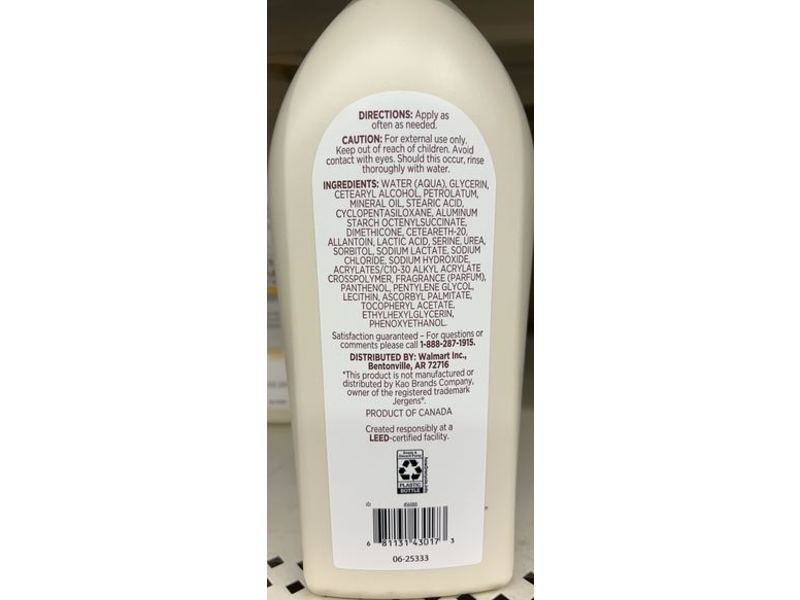 DIRECTIONS: Apply as
often as needed.
CAUTION: For external use only.
Keep out of reach of children. Avoid
contact with eyes. Should this occur, rinse
thoroughly with water.
INGREDIENTS: WATER (AQUA), GLYCERIN,
CETEARYL ALCOHOL, PETROLATUM,
MINERAL OIL, STEARIC ACID,
CYCLOPENTASILOXANE, ALUMINUM
STARCH OCTENYLSUCCINATE,
DIMETHICONE, CETEARETH-20,
ALLANTOIN, LACTIC ACID, SERINE, UREA,
SORBITOL, SODIUM LACTATE, SODIUM
CHLORIDE, SODIUM HYDROXIDE,
ACRYLATES/C10-30 ALKYL ACRYLATE
CROSSPOLYMER, FRAGRANCE (PARFUM),
PANTHENOL, PENTYLENE GLYCOL,
LECITHIN, ASCORBYL PALMITATE,
TOCOPHERYL ACETATE,
ETHYLHEXYLGLYCERIN,
PHENOXYETHANOL.
Satisfaction guaranteed – For questions or
comments please call 1-888-287-1915.
DISTRIBUTED BY: Walmart Inc.,
Bentonville, AR 72716
*This product is not manufactured or
distributed by Kao Brands Company,
owner of the registered trademark
Jergens®.
PRODUCT OF CANADA
Created responsibly at a
LEED-certified facility.
PLASTIC
BOTTLE
6 81131 43017 3
06-25333